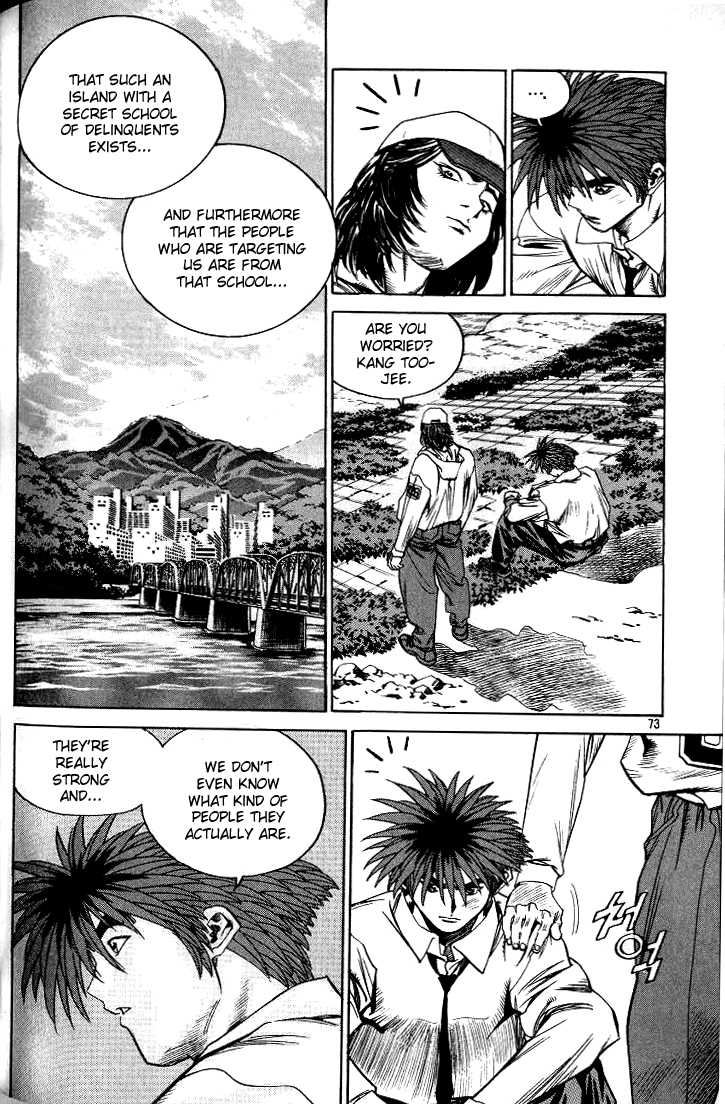 THAT SUCH AN
ISLAND WITH A
SECRET SCHOOL
OF DELINQUENTS
EXISTS...
AND FURTHERMORE
THAT THE PEOPLE
WHO ARE TARGETING
US ARE FROM
THAT SCHOOL...
....
ARE YOU
WORRIED?
KANG TOO-
JEE.
73
THEY'RE
REALLY
STRONG
AND...
WE DON'T
EVEN KNOW
WHAT KIND OF
PEOPLE THEY
ACTUALLY ARE.
척